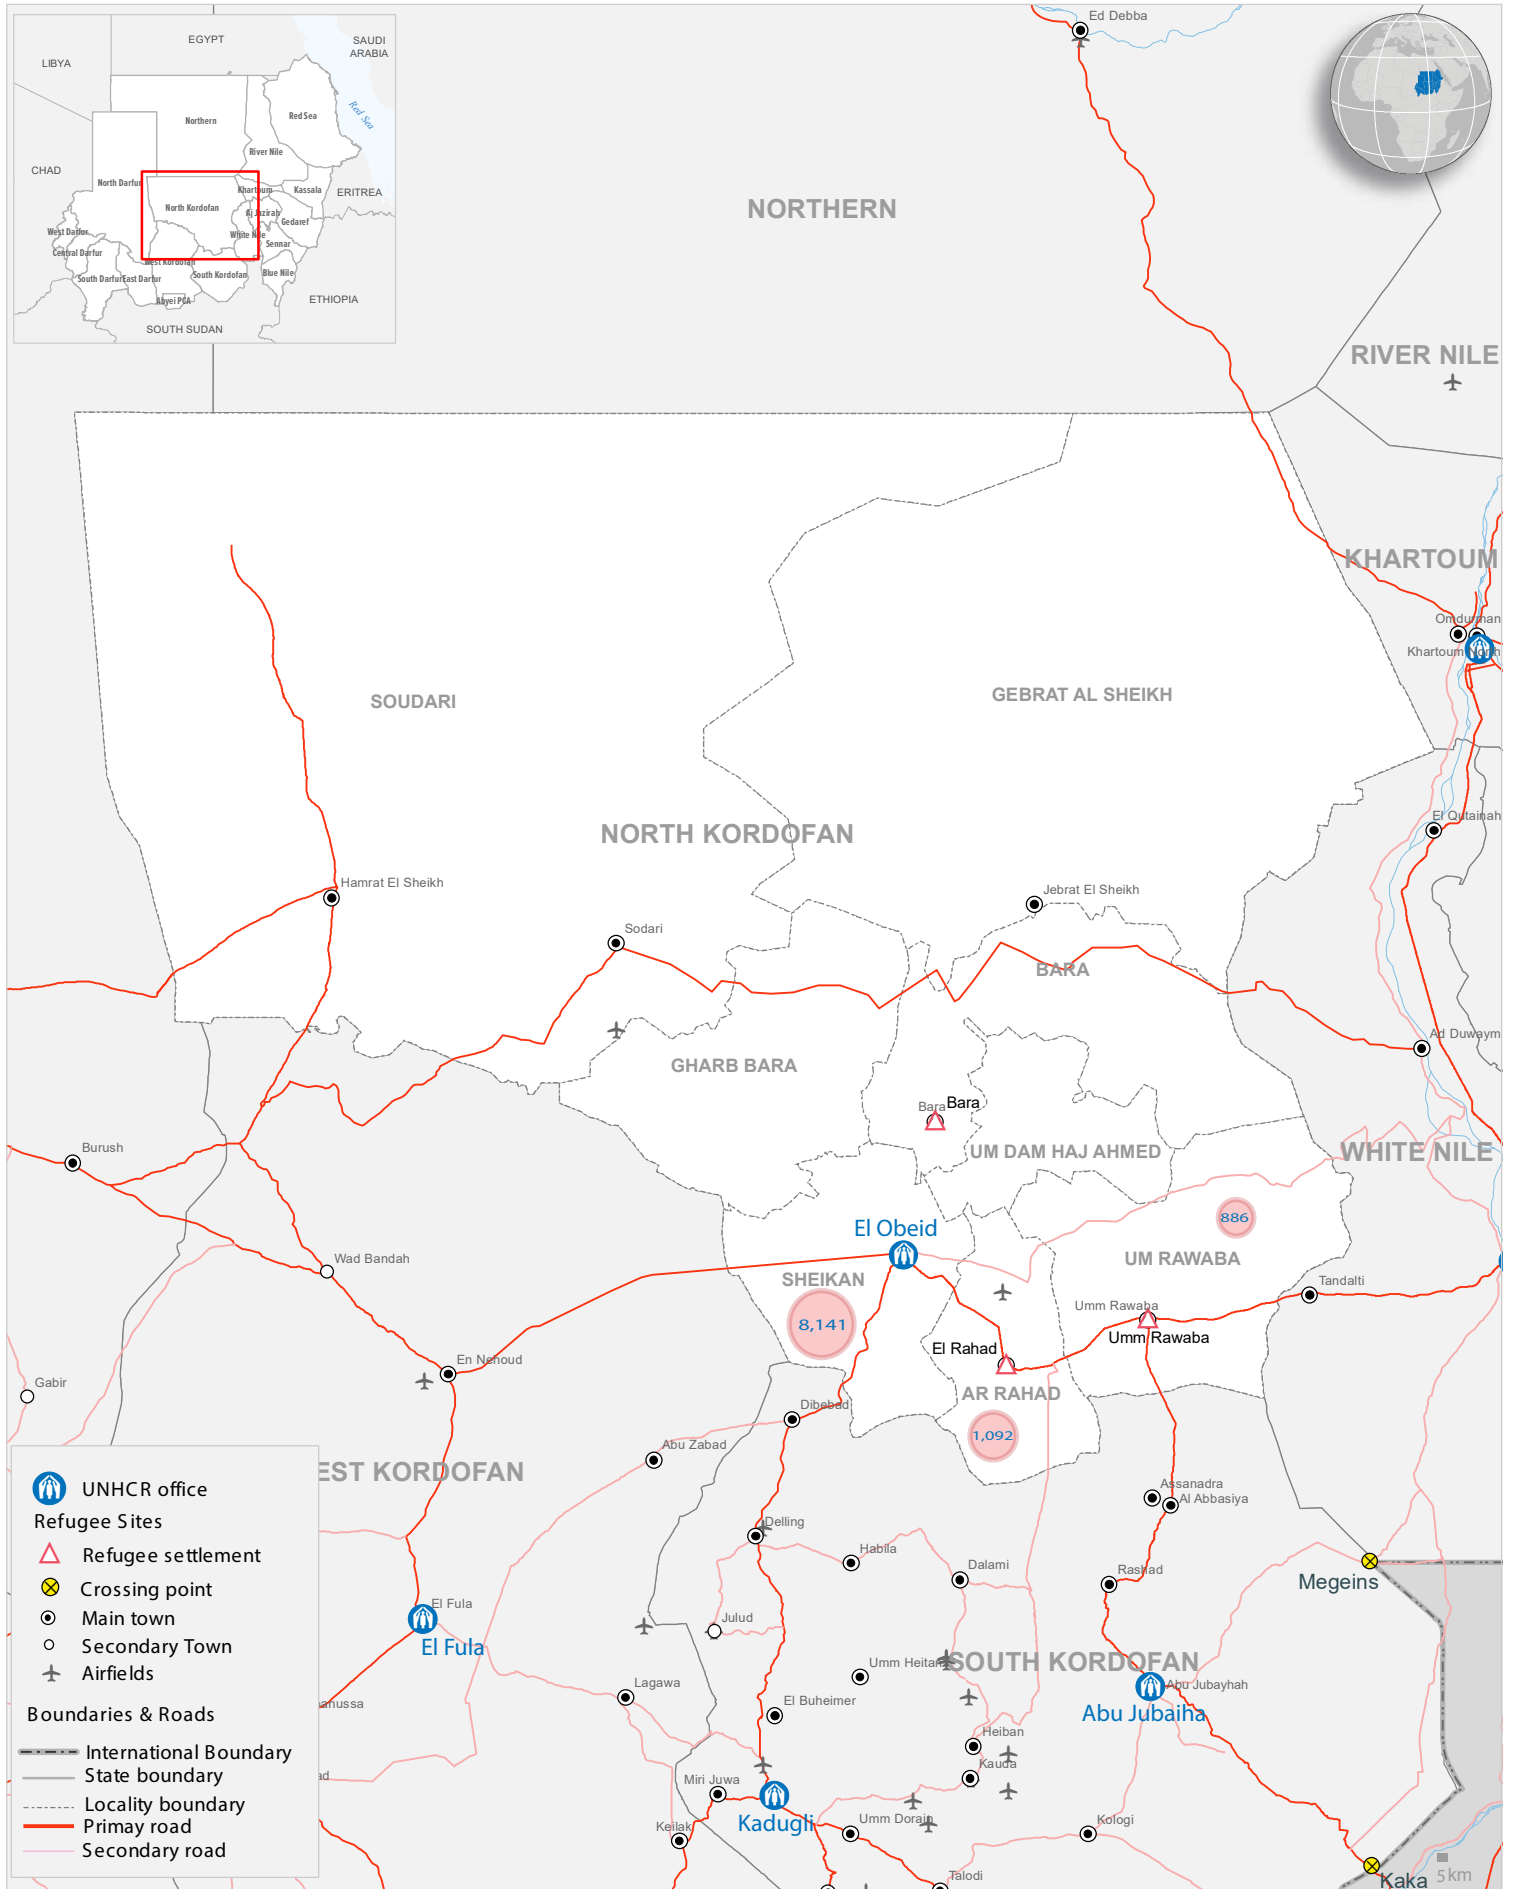 EGYPT
SAUDI
ARABIA
LIBYA
Red Sea
Northern
Red Sea
River Nile
CHAD
North Darfur
Khartoum
Kassala
ERITREA
North Kordofan
Aj Jazirah
Gedaref
West Darfur
White Nile
Sennar
Central Darfur
West Kordofan
South Darfur
East Darfur
South Kordofan
Blue Nile
Abyei PCA
ETHIOPIA
SOUTH SUDAN
Ed Debba
NORTHERN
RIVER NILE
KHARTOUM
Omdurman
Khartoum North
SOUDARI
GEBRAT AL SHEIKH
NORTH KORDOFAN
El Qutainah
Hamrat El Sheikh
Jebrat El Sheikh
Sodari
BARA
Ad Duwaym
GHARB BARA
Bara
Bara
UM DAM HAJ AHMED
WHITE NILE
Burush
886
El Obeid
Wad Bandah
UM RAWABA
SHEIKAN
Tandalti
8,141
Umm Rawaba
Umm Rawaba
El Rahad
En Nehoud
Gabir
AR RAHAD
Dibebad
1,092
Abu Zabad
EST KORDOFAN
Assanadra
Al Abbasiya
Delling
Habila
Dalami
Rashad
Megeins
El Fula
El Fula
Julud
Umm Heitan
SOUTH KORDOFAN
Lagawa
Abu Jubayhah
Abu Jubaiha
El Buheimer
anussa
Heiban
Kauda
ad
Miri Juwa
Kadugli
Umm Dorain
Kologi
Keilak
Talodi
Kaka
5 km
UNHCR office
Refugee Sites
Refugee settlement
Crossing point
Main town
Secondary Town
Airfields
Boundaries & Roads
International Boundary
State boundary
Locality boundary
Primay road
Secondary road